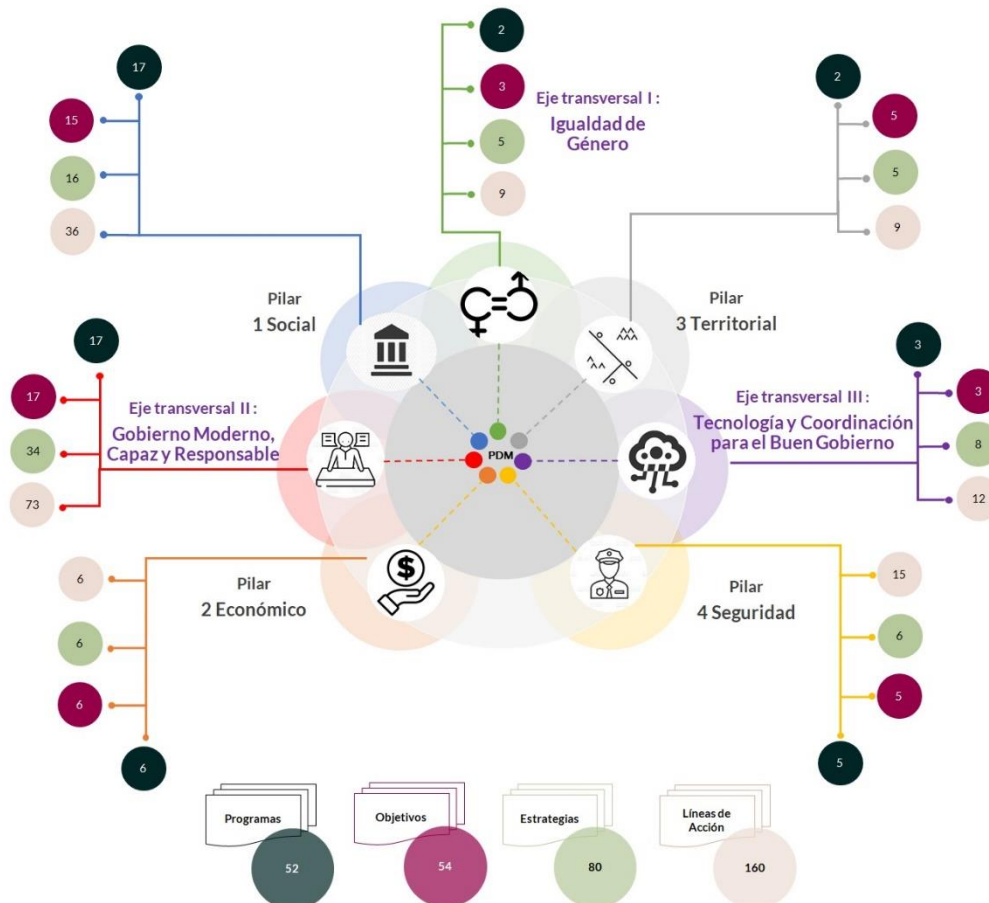 17
15
16
36
Pilar
1 Social
2
3
5
9
Eje transversal I :
Igualdad de
Género
2
5
5
9
Pilar
3 Territorial
17
17
34
73
Eje transversal II :
Gobierno Moderno,
Capaz y Responsable
PDM
3
3
8
12
Eje transversal III :
Tecnología y Coordinación
para el Buen Gobierno
6
6
6
6
Pilar
2 Económico
$
Pilar
4 Seguridad
15
6
5
5
Programas
52
Objetivos
54
Estrategias
80
Líneas de
Acción
160